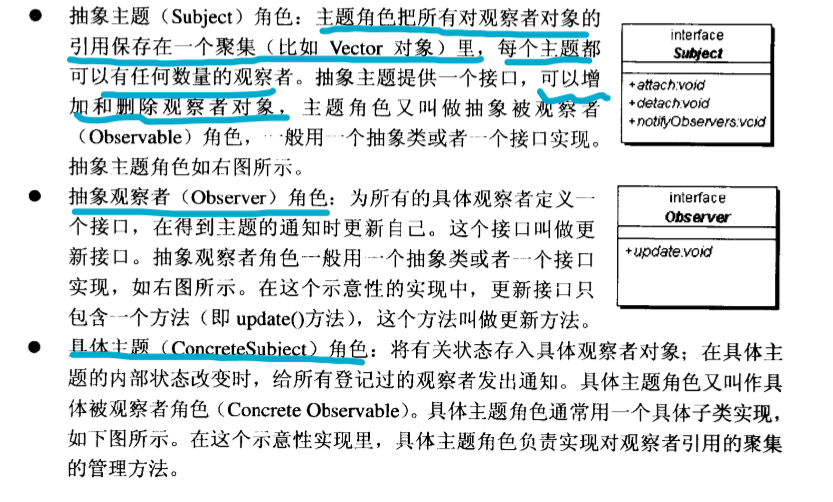 抽象主题（Subject）角色：主题角色把所有对观察者对象的
引用保存在一个聚集（比如 Vector 对象）里，每个主题都
可以有任何数量的观察者。抽象主题提供一个接口，可以增
加和删除观察者对象，主题角色又叫做抽象被观察者
（Observable）角色，一般用一个抽象类或者一个接口实现。
抽象主题角色如右图所示。
interface
Subject
+attach:void
+detach:void
+notifyObservers:void
抽象观察者（Observer）角色：为所有的具体观察者定义一
个接口，在得到主题的通知时更新自己。这个接口叫做更
新接口。抽象观察者角色一般用一个抽象类或者一个接口
实现，如右图所示。在这个示意性的实现中，更新接口只
包含一个方法（即 update()方法），这个方法叫做更新方法。
interface
Observer
+update:void
具体主题（ConcreteSubject）角色：将有关状态存入具体观察者对象；在具体主
题的内部状态改变时，给所有登记过的观察者发出通知。具体主题角色又叫作具
体被观察者角色（Concrete Observable）。具体主题角色通常用一个具体子类实现，
如下图所示。在这个示意性实现里，具体主题角色负责实现对观察者引用的聚集
的管理方法。